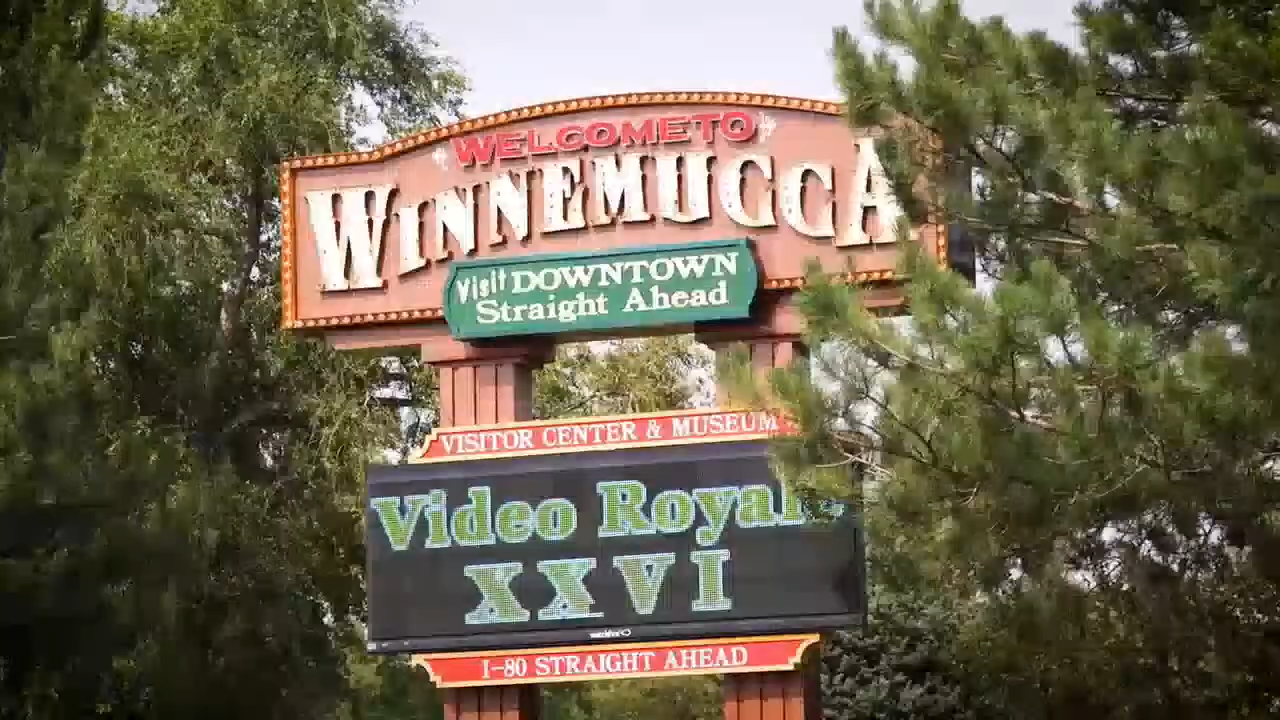 WELCOME TO
WINNEMUCCA
Visit DOWNTOWN
Straight Ahead
VISITOR CENTER & MUSEUM
Video Royale
XXVI
I-80 STRAIGHT AHEAD